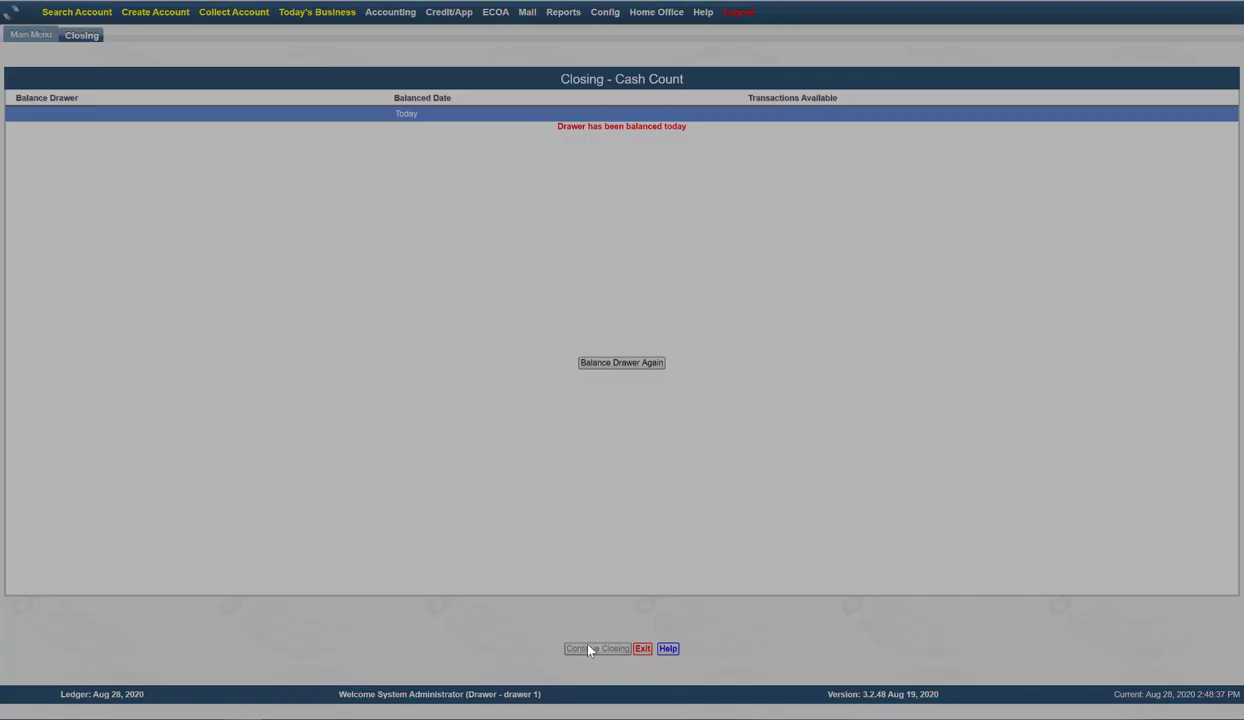 Search Account Create Account Collect Account Today's Business Accounting Credit/App ECOA Mail Reports Config Home Office Help Logout
Main Menu Closing
Closing - Cash Count
Balance Drawer Balanced Date Transactions Available
Today
Drawer has been balanced today
Balance Drawer Again
Continue Closing Exit Help
Ledger: Aug 28, 2020 Welcome System Administrator (Drawer - drawer 1) Version: 3.2.48 Aug 19, 2020 Current: Aug 28, 2020 2:48:37 PM